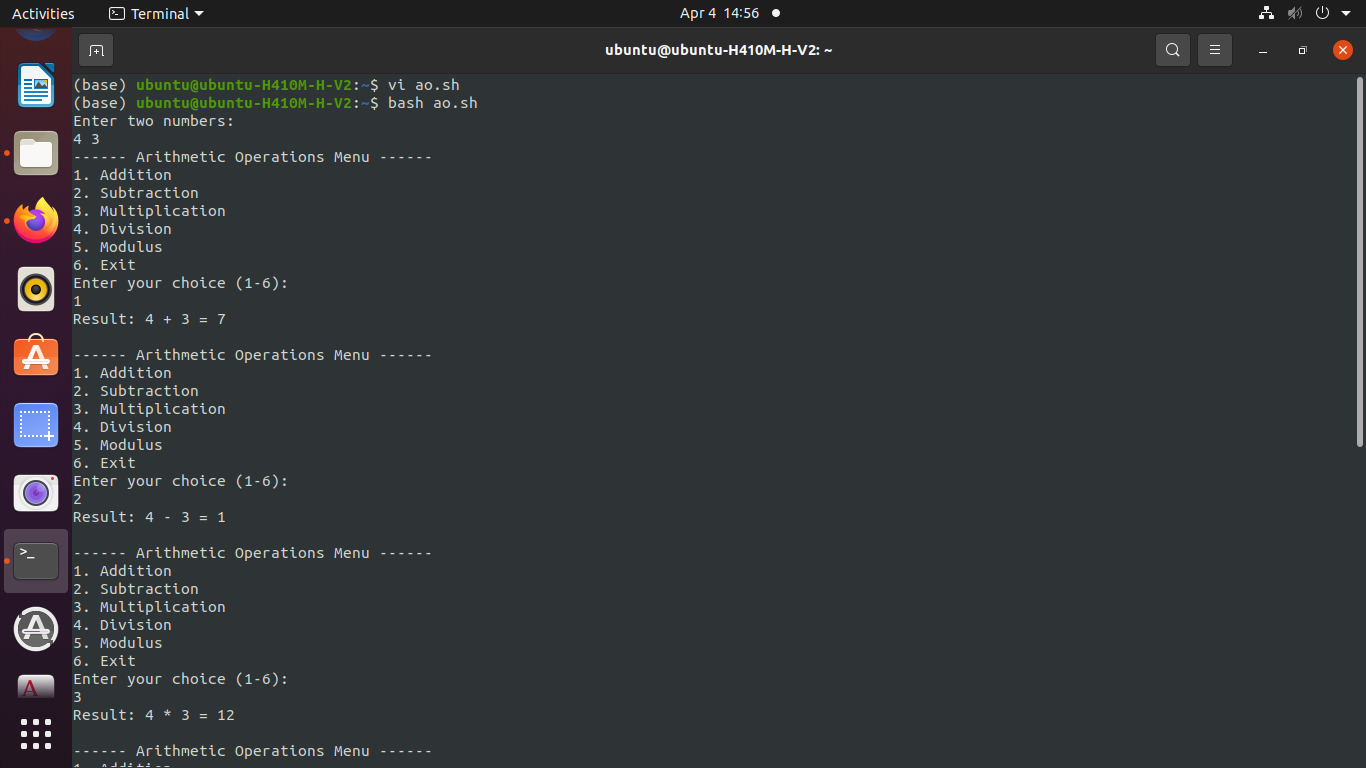 Activities Terminal Apr 4 14:56
ubuntu@ubuntu-H410M-H-V2: ~
(base) ubuntu@ubuntu-H410M-H-V2:~$ vi ao.sh
(base) ubuntu@ubuntu-H410M-H-V2:~$ bash ao.sh
Enter two numbers:
4 3
------ Arithmetic Operations Menu ------
1. Addition
2. Subtraction
3. Multiplication
4. Division
5. Modulus
6. Exit
Enter your choice (1-6):
1
Result: 4 + 3 = 7
------ Arithmetic Operations Menu ------
1. Addition
2. Subtraction
3. Multiplication
4. Division
5. Modulus
6. Exit
Enter your choice (1-6):
2
Result: 4 - 3 = 1
------ Arithmetic Operations Menu ------
1. Addition
2. Subtraction
3. Multiplication
4. Division
5. Modulus
6. Exit
Enter your choice (1-6):
3
Result: 4 * 3 = 12
------ Arithmetic Operations Menu ------
1. Addition